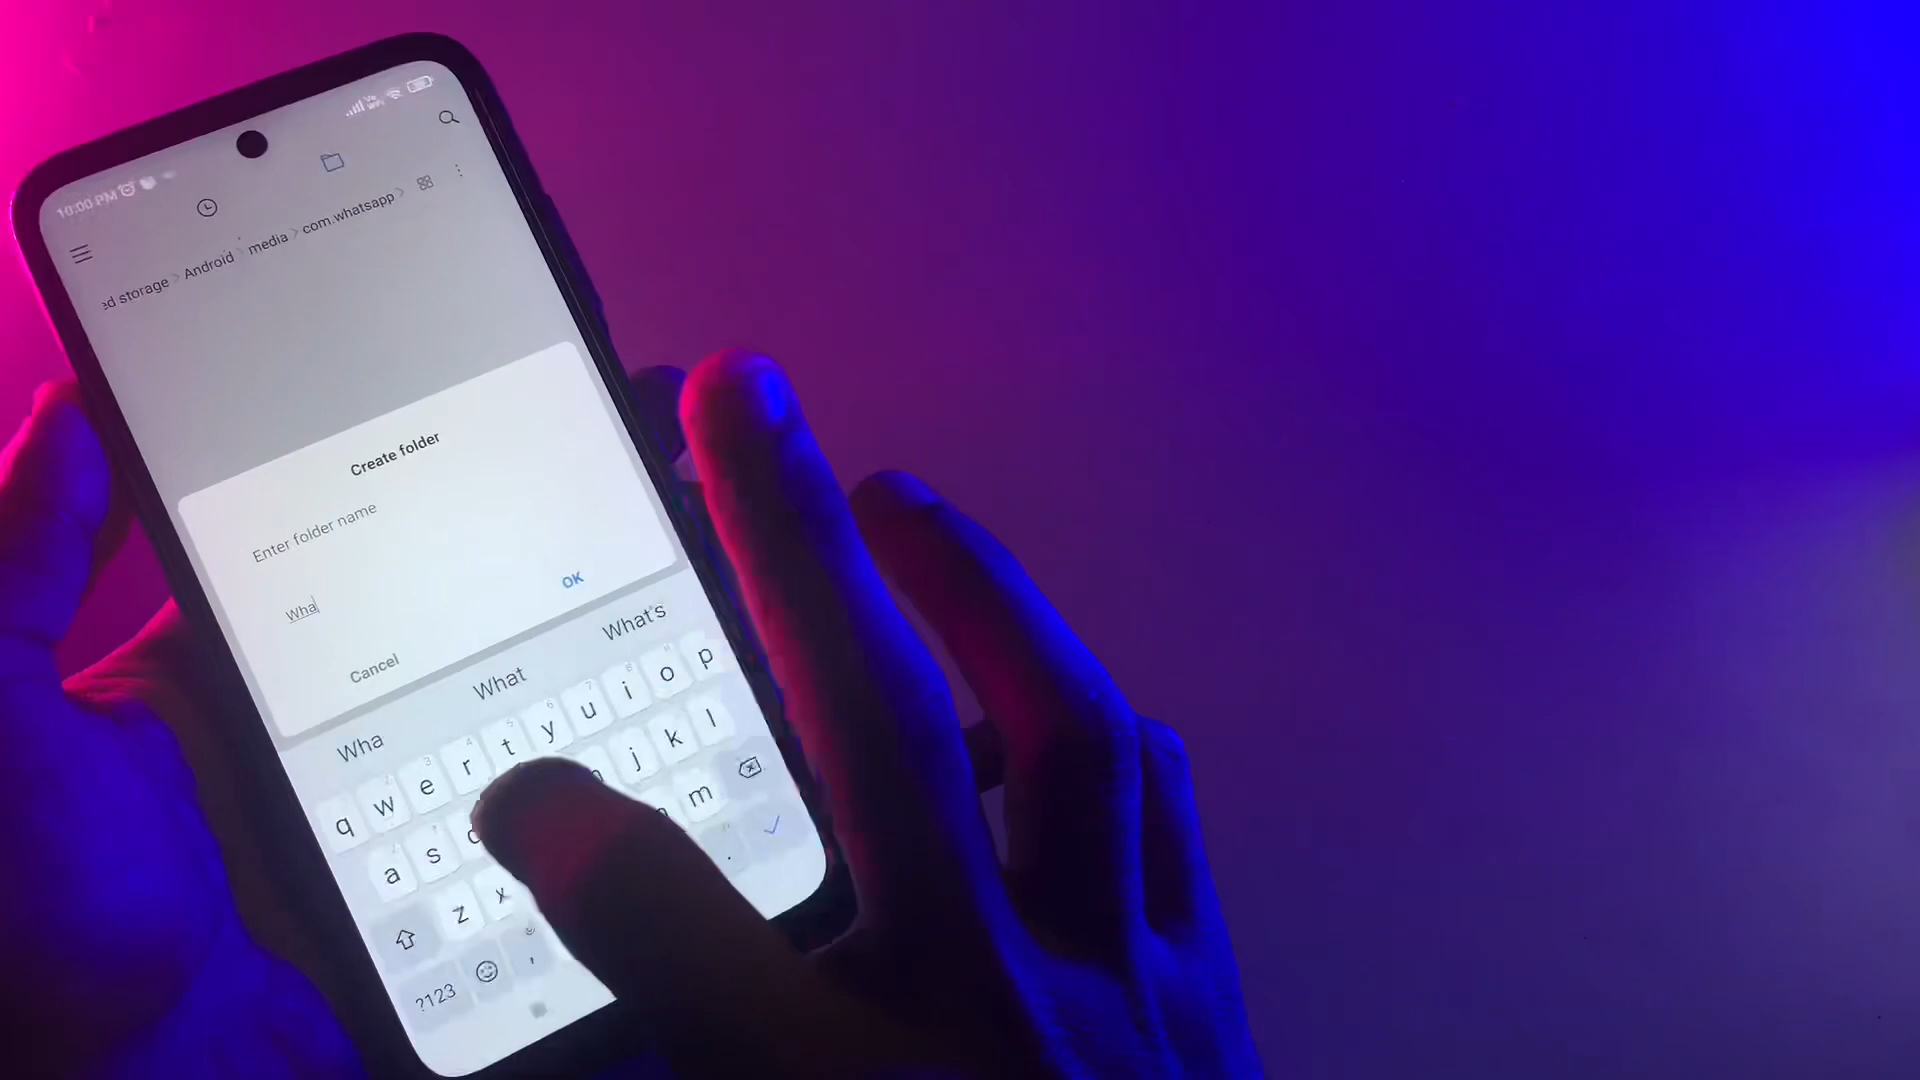 10:00 PM
ed storage > Android > media > com.whatsapp >
Create folder
Enter folder name
Wha
Cancel OK
Wha What What's
q w e r t y u i o p
a s j k l
z x m
?123 , .